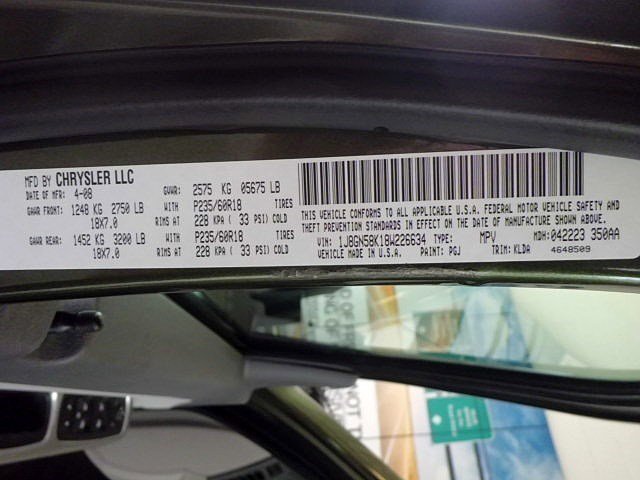 MFD BY CHRYSLER LLC
DATE OF MFR: 4-08 GVWR: 2575 KG 05675 LB
GAWR FRONT: 1248 KG 2750 LB WITH P235/60R18 TIRES
18X7.0 RIMS AT 228 KPA ( 33 PSI) COLD
GAWR REAR: 1452 KG 3200 LB WITH P235/60R18 TIRES
18X7.0 RIMS AT 228 KPA ( 33 PSI) COLD
THIS VEHICLE CONFORMS TO ALL APPLICABLE U.S.A. FEDERAL MOTOR VEHICLE SAFETY AND
THEFT PREVENTION STANDARDS IN EFFECT ON THE DATE OF MANUFACTURE SHOWN ABOVE.
VIN: 1J8GN58K18W226634 TYPE: MPV MDH: 042223 350AA
VEHICLE MADE IN U.S.A. PAINT: PGJ TRIM: KLDA 4648509